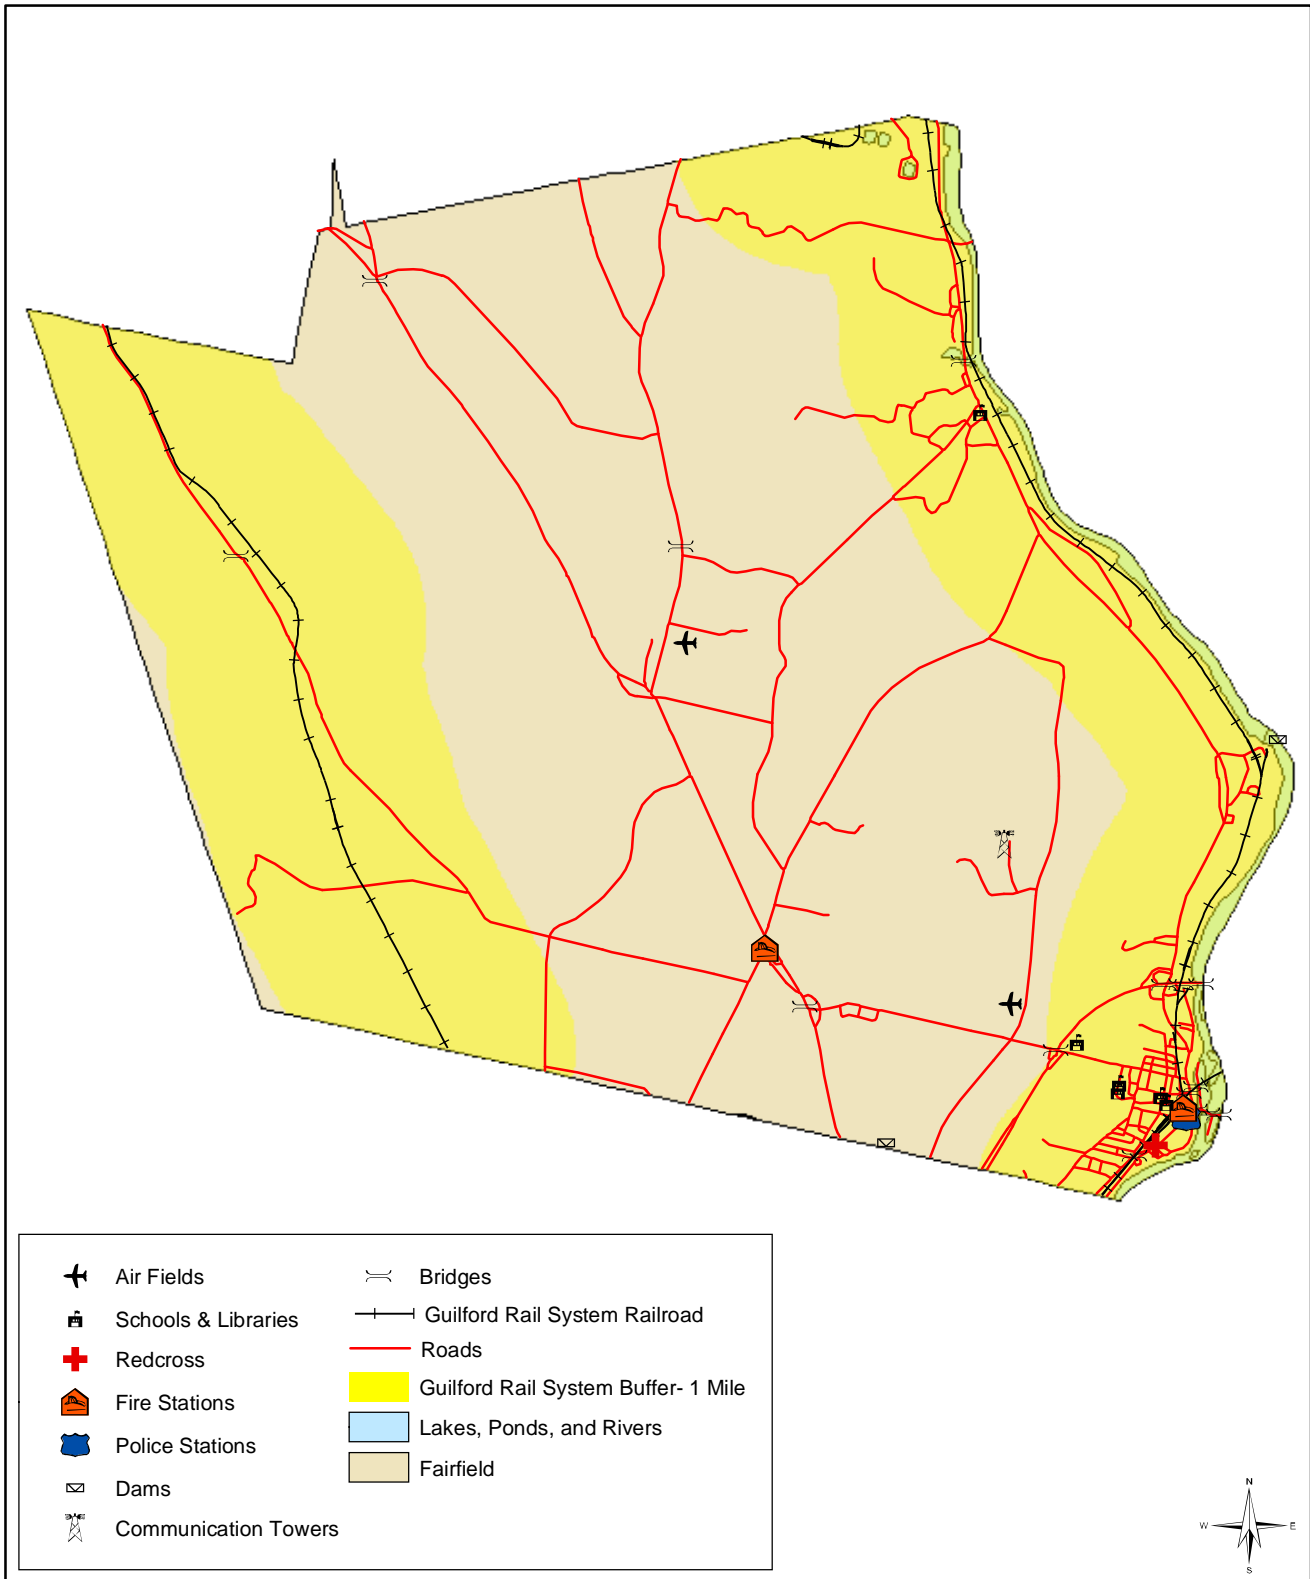 Air Fields
Schools & Libraries
Redcross
Fire Stations
Police Stations
Dams
Communication Towers
Bridges
Guilford Rail System Railroad
Roads
Guilford Rail System Buffer- 1 Mile
Lakes, Ponds, and Rivers
Fairfield
N
W E
S